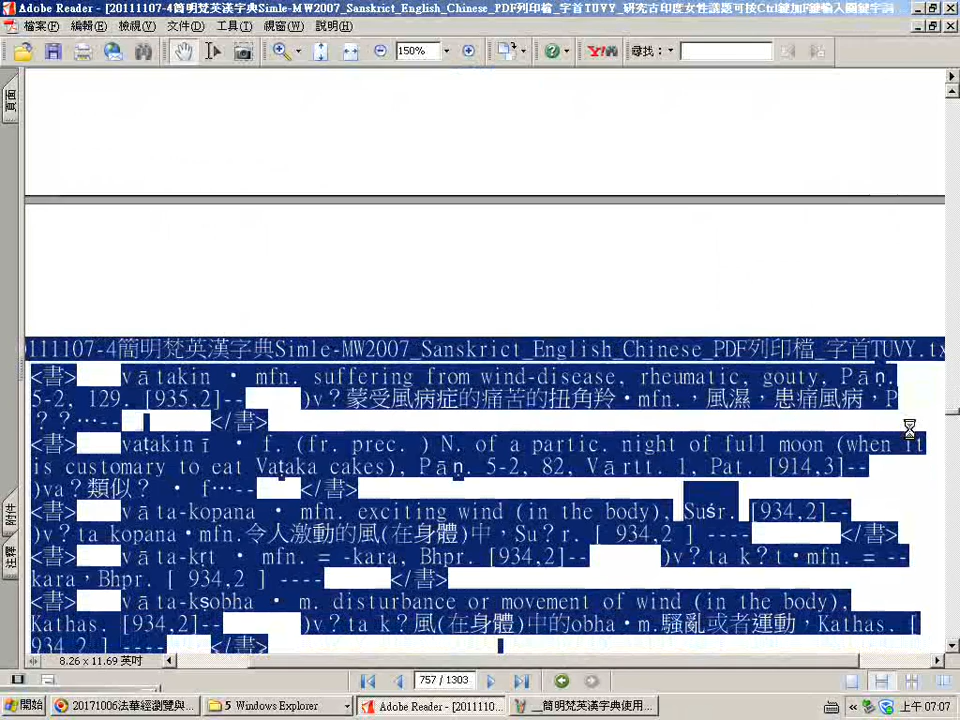 Adobe Reader - [20111107-4簡明梵英漢字典Simle-MW2007_Sanskrict_English_Chinese_PDF列印檔_字首TUVY_研究古印度女性議題可按Ctrl鍵加F鍵輸入關鍵字詞
檔案(F) 編輯(E) 檢視(V) 文件(D) 工具(T) 視窗(W) 說明(H)
150% Y! 尋找：
頁面
附件
註釋
0111107-4簡明梵英漢字典Simle-MW2007_Sanskrict_English_Chinese_PDF列印檔_字首TUVY.tx
<書> vātakin • mfn. suffering from wind-disease, rheumatic, gouty, Pāṇ.
5-2, 129. [935,2]-- )v？蒙受風病症的痛苦的扭角羚‧mfn.，風濕，患痛風病，P
？？…-- </書>
<書> vaṭakinī • f. (fr. prec. ) N. of a partic. night of full moon (when it
is customary to eat Vaṭaka cakes), Pāṇ. 5-2, 82, Vārtt. 1, Pat. [914,3]--
)va？類似？ ‧ f…-- </書>
<書> vāta-kopana • mfn. exciting wind (in the body), Suśr. [934,2]--
)v？ta kopana‧mfn.令人激動的風(在身體)中，Su？r. [ 934,2 ] ---- </書>
<書> vāta-kṛt • mfn. = -kara, Bhpr. [934,2]-- )v？ta k？t‧mfn. = --
kara，Bhpr. [ 934,2 ] ---- </書>
<書> vāta-kṣobha • m. disturbance or movement of wind (in the body),
Kathas. [934,2]-- )v？ta k？風(在身體)中的obha‧m.騷亂或者運動，Kathas. [
934,2 ] ---- </書>
8.26 x 11.69 英吋
757 / 1303
開始 20171006法華經瀏覽與... 5 Windows Explorer Adobe Reader - [2011110... __簡明梵英漢字典使用... 上午 07:07